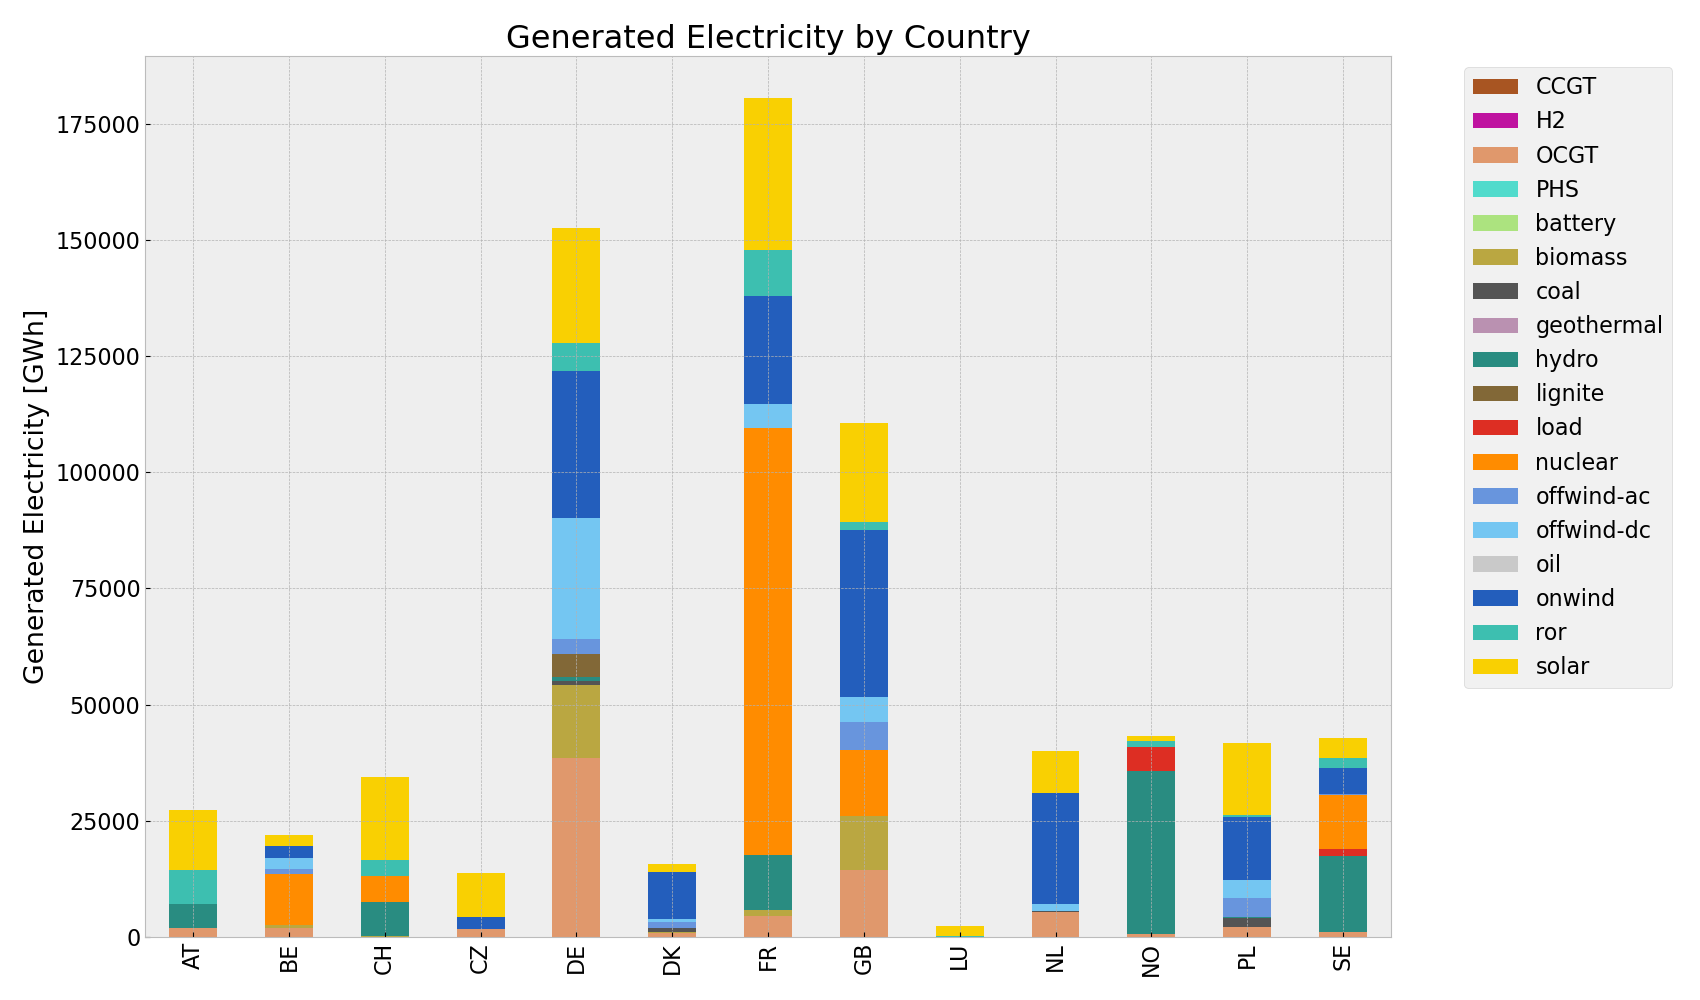 Generated Electricity by Country
Generated Electricity [GWh]
175000
150000
125000
100000
75000
50000
25000
0
AT
BE
CH
CZ
DE
DK
FR
GB
LU
NL
NO
PL
SE
CCGT
H2
OCGT
PHS
battery
biomass
coal
geothermal
hydro
lignite
load
nuclear
offwind-ac
offwind-dc
oil
onwind
ror
solar